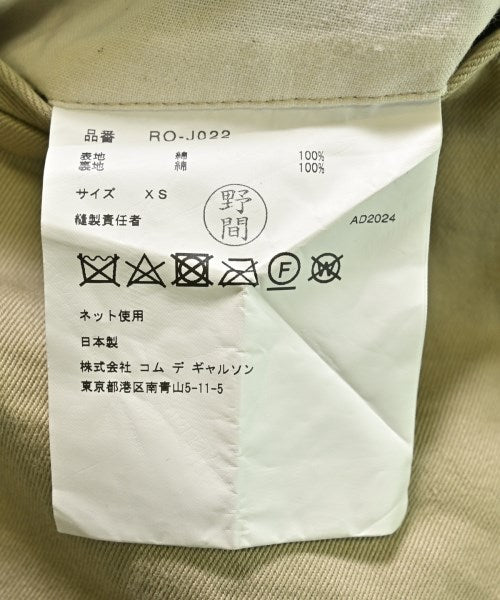 品番 RO-J022
表地 綿 100%
裏地 綿 100%
サイズ XS
縫製責任者 野間 AD2024
F W
ネット使用
日本製
株式会社 コム デ ギャルソン
東京都港区南青山5-11-5